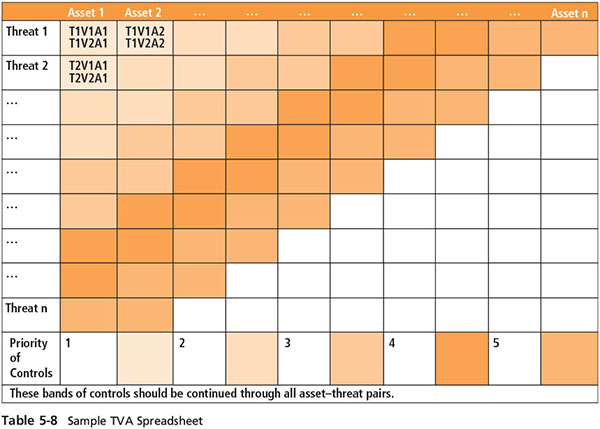 Asset 1 Asset 2 ... ... ... ... ... ... Asset n
Threat 1 T1V1A1 T1V1A2
T1V2A1 T1V2A2
Threat 2 T2V1A1
T2V2A1
...
...
...
...
...
...
Threat n
Priority 1 2 3 4 5
of
Controls
These bands of controls should be continued through all asset–threat pairs.
Table 5-8 Sample TVA Spreadsheet